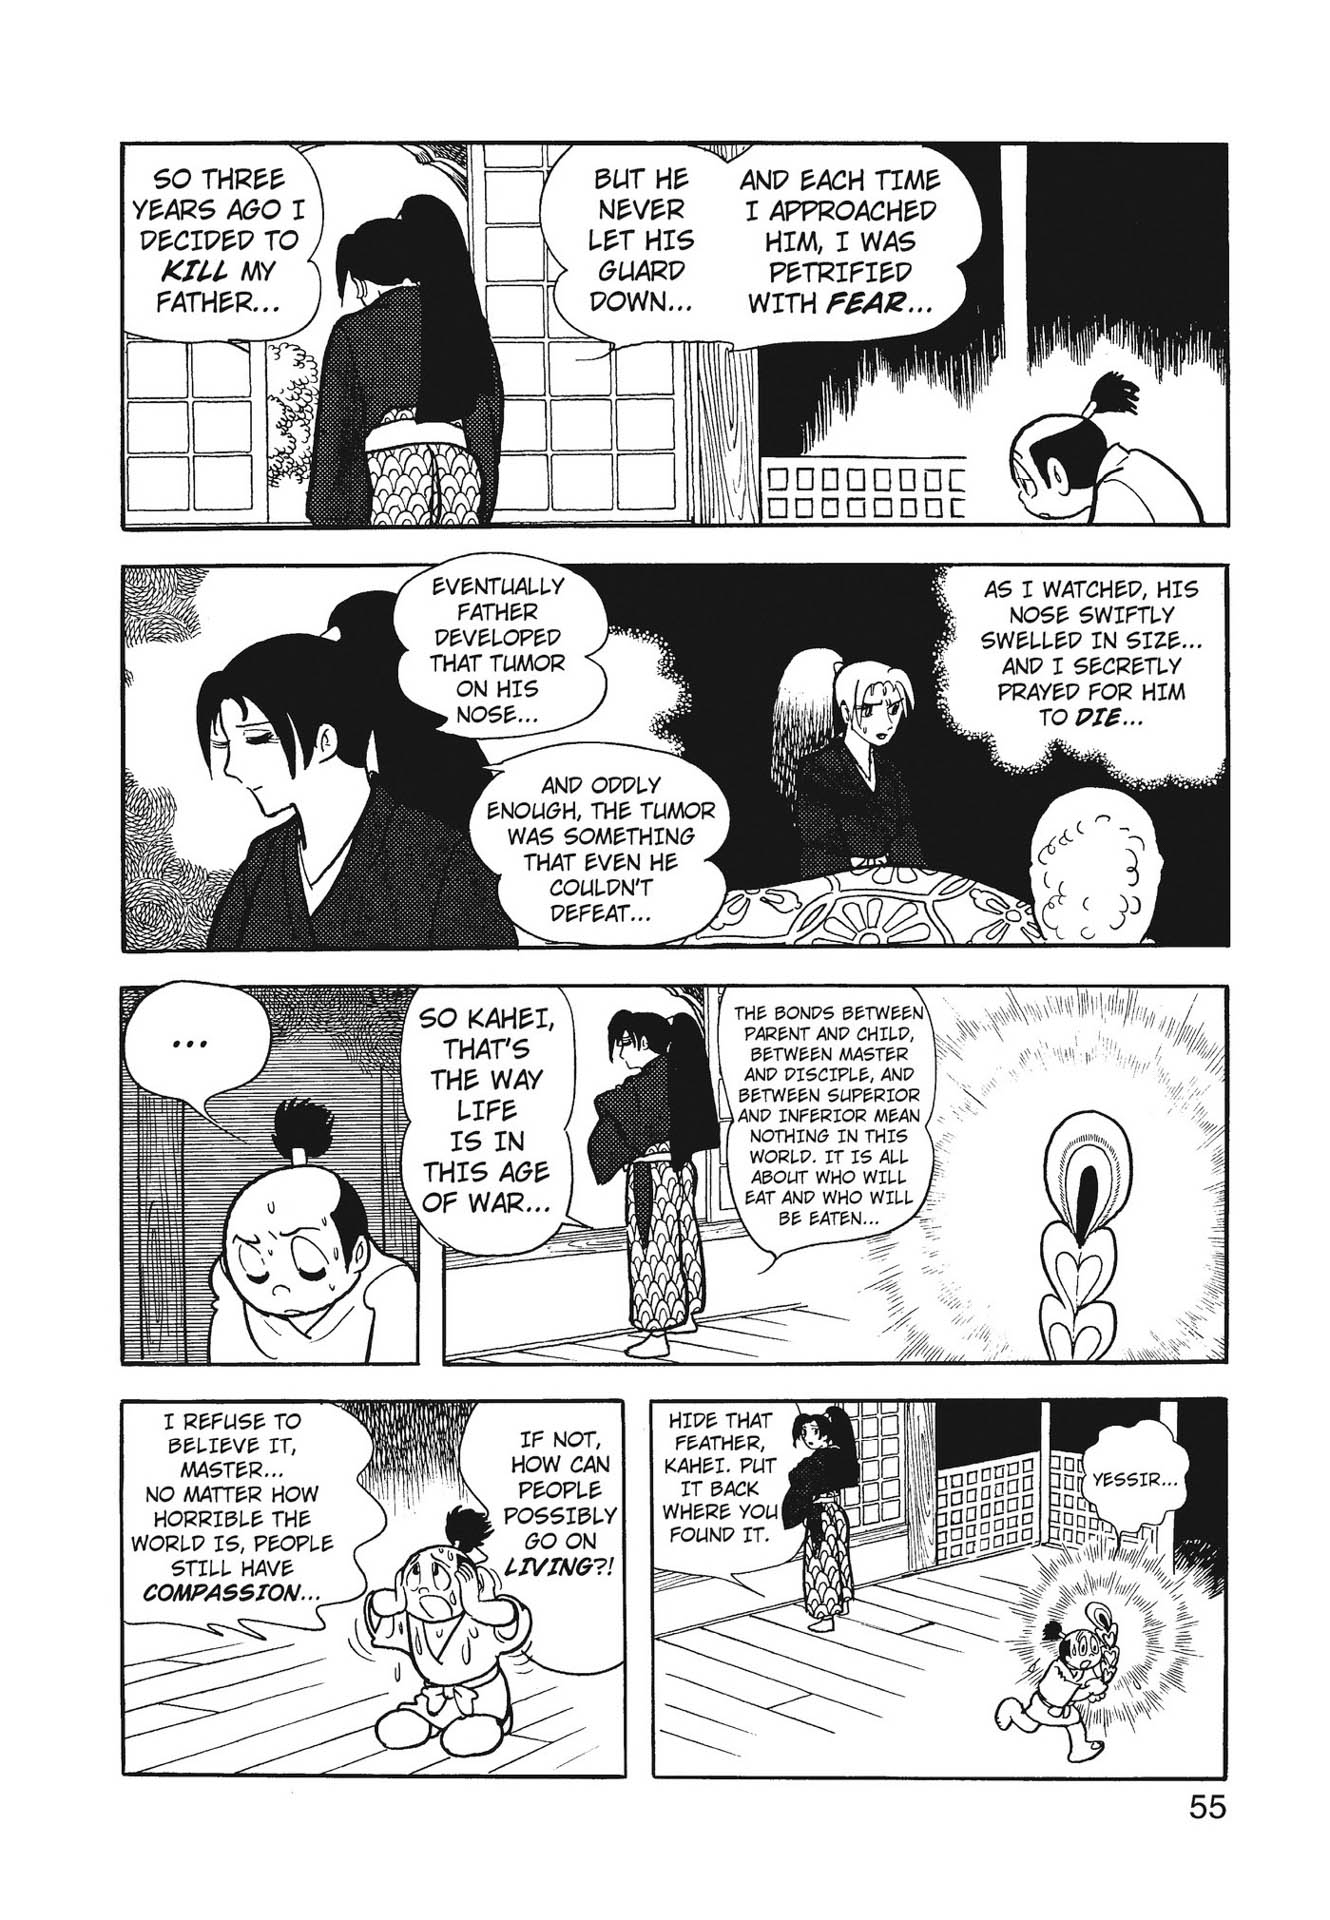 SO THREE
YEARS AGO I
DECIDED TO
KILL MY
FATHER...
BUT HE
NEVER
LET HIS
GUARD
DOWN...
AND EACH TIME
I APPROACHED
HIM, I WAS
PETRIFIED
WITH FEAR...
EVENTUALLY
FATHER
DEVELOPED
THAT TUMOR
ON HIS
NOSE...
AND ODDLY
ENOUGH, THE TUMOR
WAS SOMETHING
THAT EVEN HE
COULDN'T
DEFEAT...
AS I WATCHED, HIS
NOSE SWIFTLY
SWELLED IN SIZE...
AND I SECRETLY
PRAYED FOR HIM
TO DIE...
...
SO KAHEI,
THAT'S
THE WAY
LIFE
IS IN
THIS AGE
OF WAR...
THE BONDS BETWEEN
PARENT AND CHILD,
BETWEEN MASTER
AND DISCIPLE, AND
BETWEEN SUPERIOR
AND INFERIOR MEAN
NOTHING IN THIS
WORLD. IT IS ALL
ABOUT WHO WILL
EAT AND WHO WILL
BE EATEN...
I REFUSE TO
BELIEVE IT,
MASTER...
NO MATTER HOW
HORRIBLE THE
WORLD IS, PEOPLE
STILL HAVE
COMPASSION...
IF NOT,
HOW CAN
PEOPLE
POSSIBLY
GO ON
LIVING?!
HIDE THAT
FEATHER,
KAHEI. PUT
IT BACK
WHERE YOU
FOUND IT.
YESSIR...
55